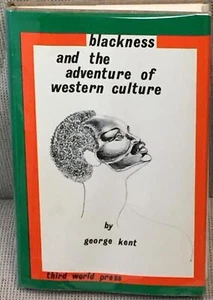 blackness
and the
adventure of
western culture
by
george kent
third world press